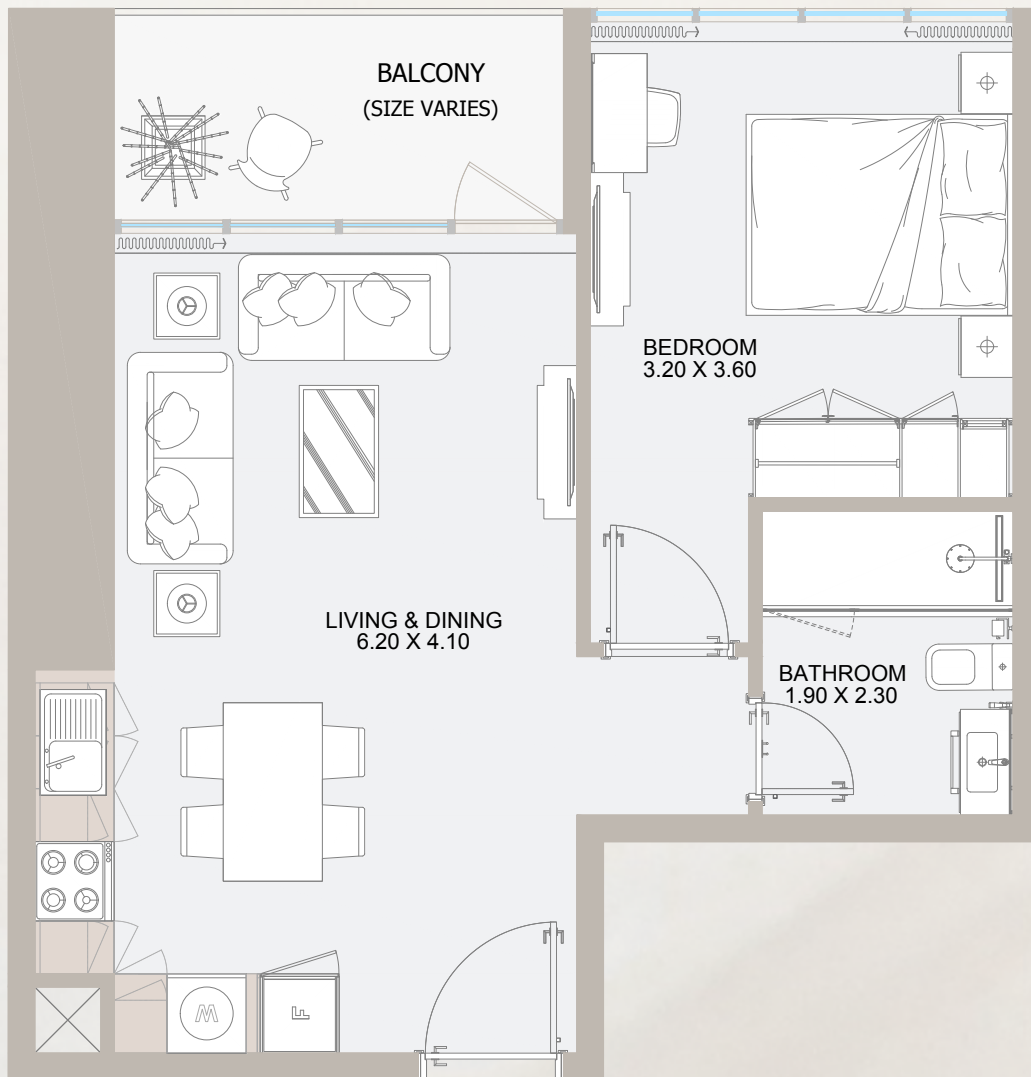 BALCONY
(SIZE VARIES)
BEDROOM
3.20 X 3.60
LIVING & DINING
6.20 X 4.10
BATHROOM
1.90 X 2.30
W
F